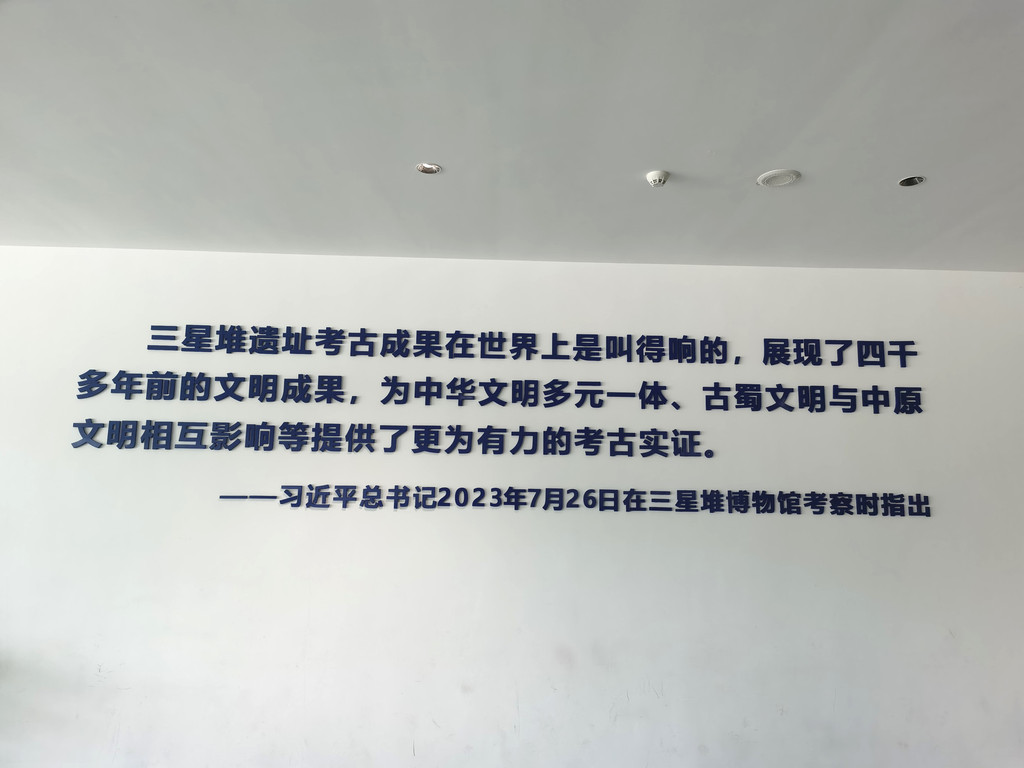 三星堆遗址考古成果在世界上是叫得响的，展现了四千
多年前的文明成果，为中华文明多元一体、古蜀文明与中原
文明相互影响等提供了更为有力的考古实证。
——习近平总书记2023年7月26日在三星堆博物馆考察时指出